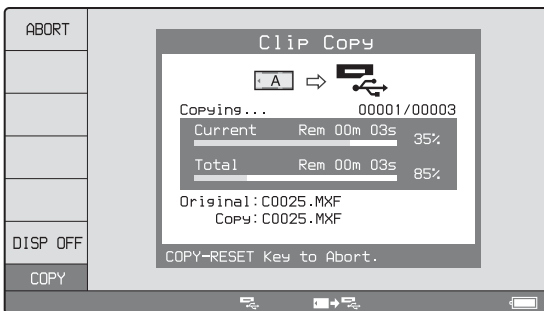 ABORT
Clip Copy
A
Copying... 00001/00003
Current Rem 00m 03s 35%
Total Rem 00m 03s 85%
Original:C0025.MXF
Copy:C0025.MXF
DISP OFF
COPY-RESET Key to Abort.
COPY